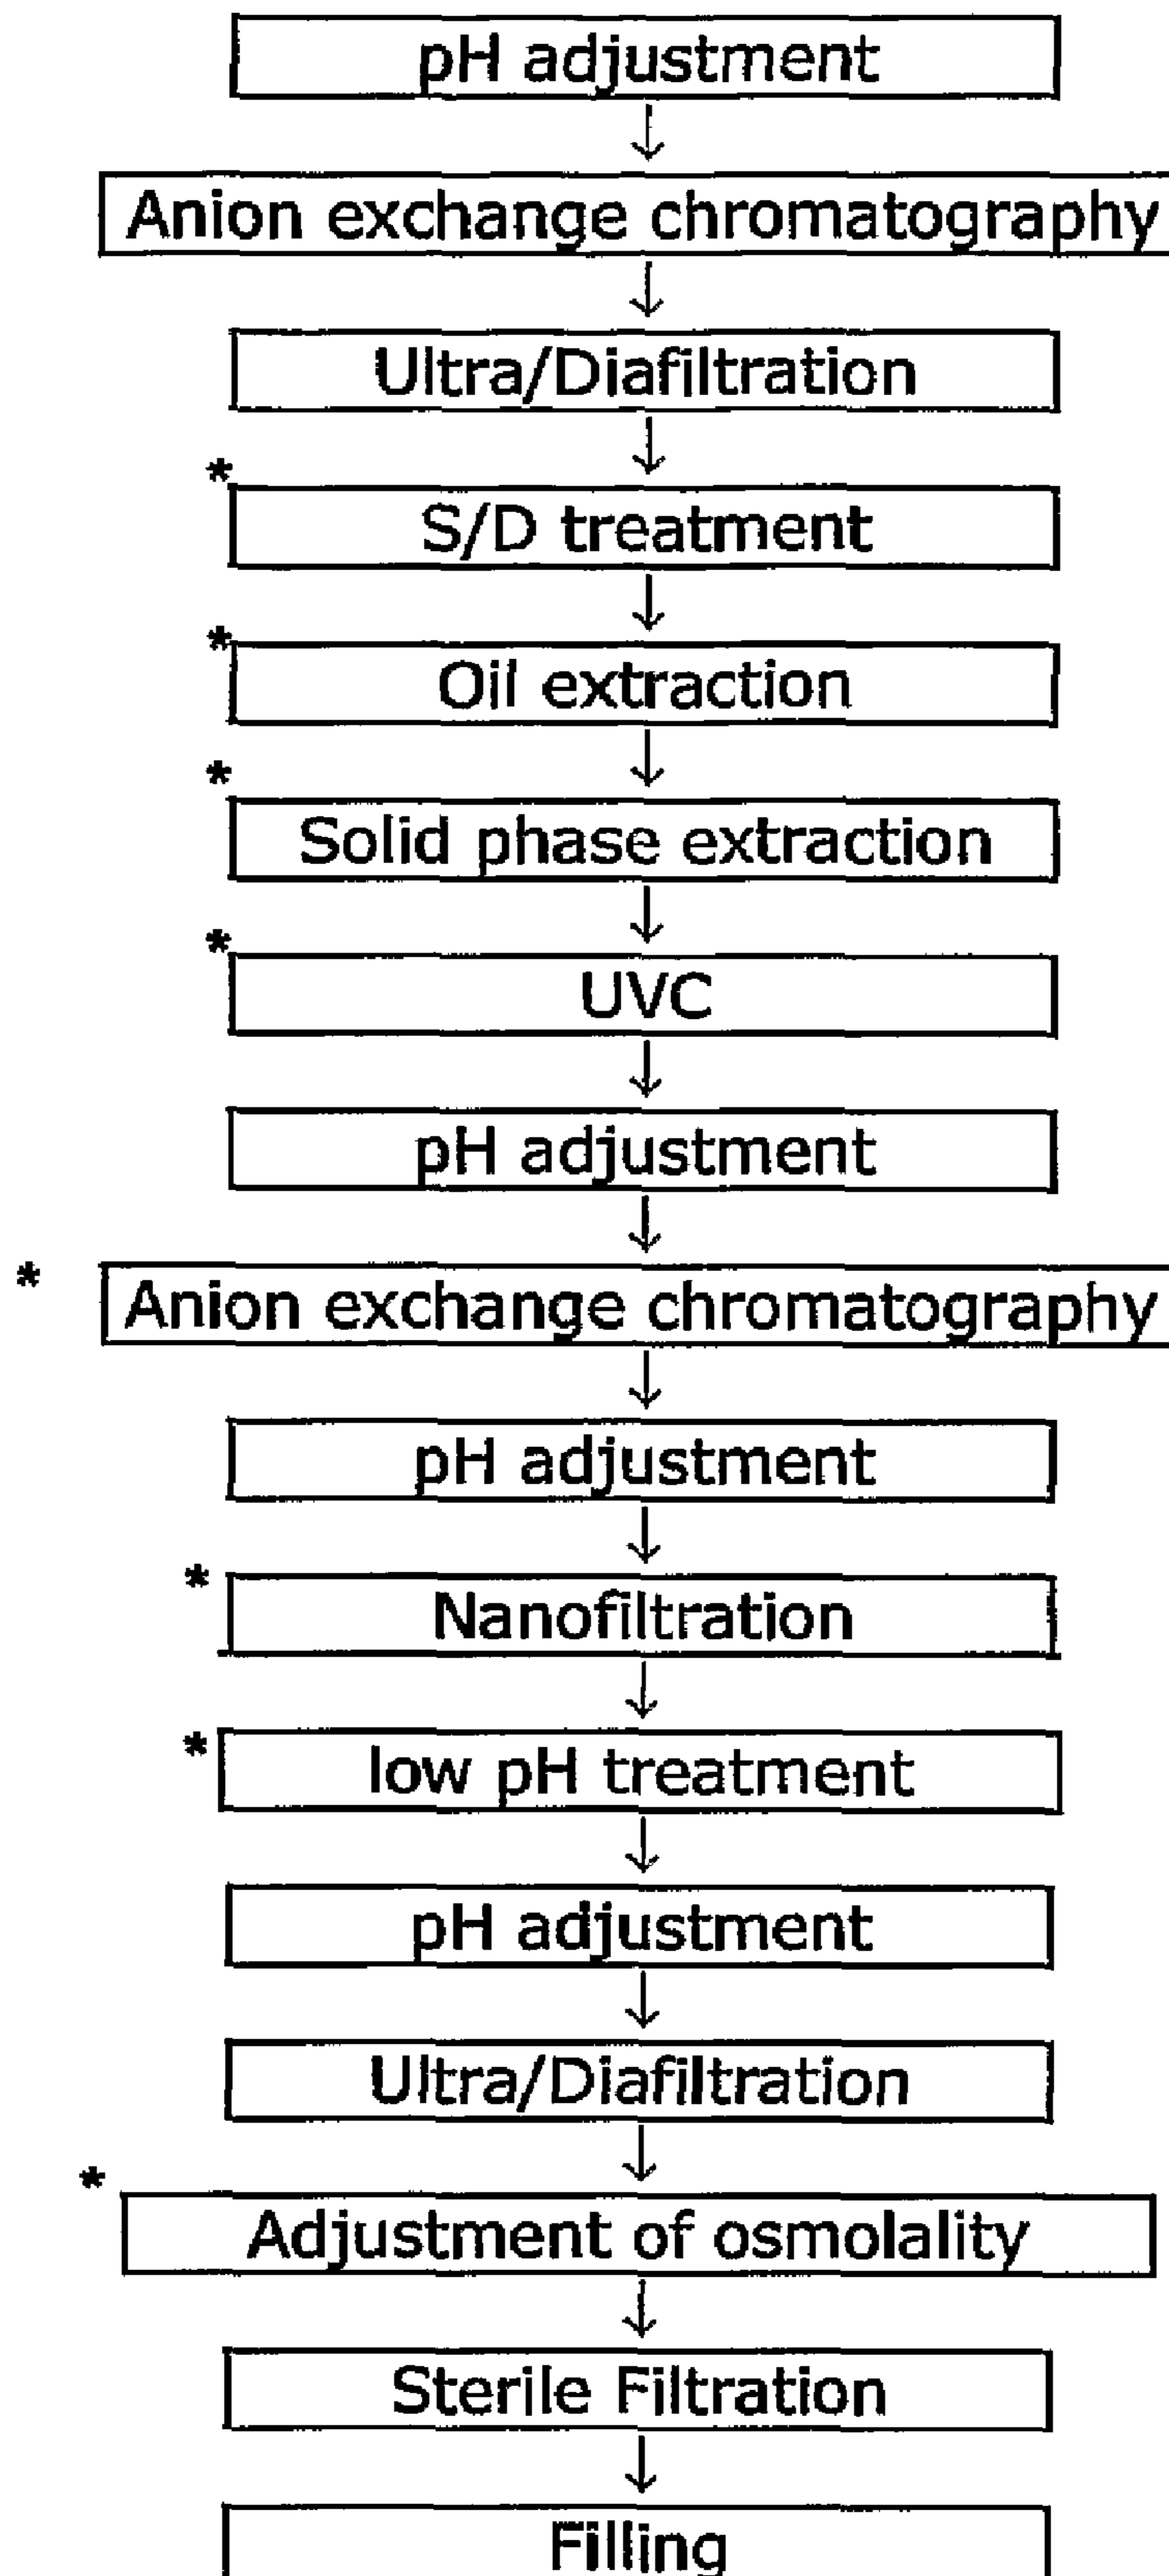 pH adjustment
Anion exchange chromatography
Ultra/Diafiltration
*
S/D treatment
*
Oil extraction
*
Solid phase extraction
*
UVC
pH adjustment
* Anion exchange chromatography
pH adjustment
*
Nanofiltration
*
low pH treatment
pH adjustment
Ultra/Diafiltration
*
Adjustment of osmolality
Sterile Filtration
Filling